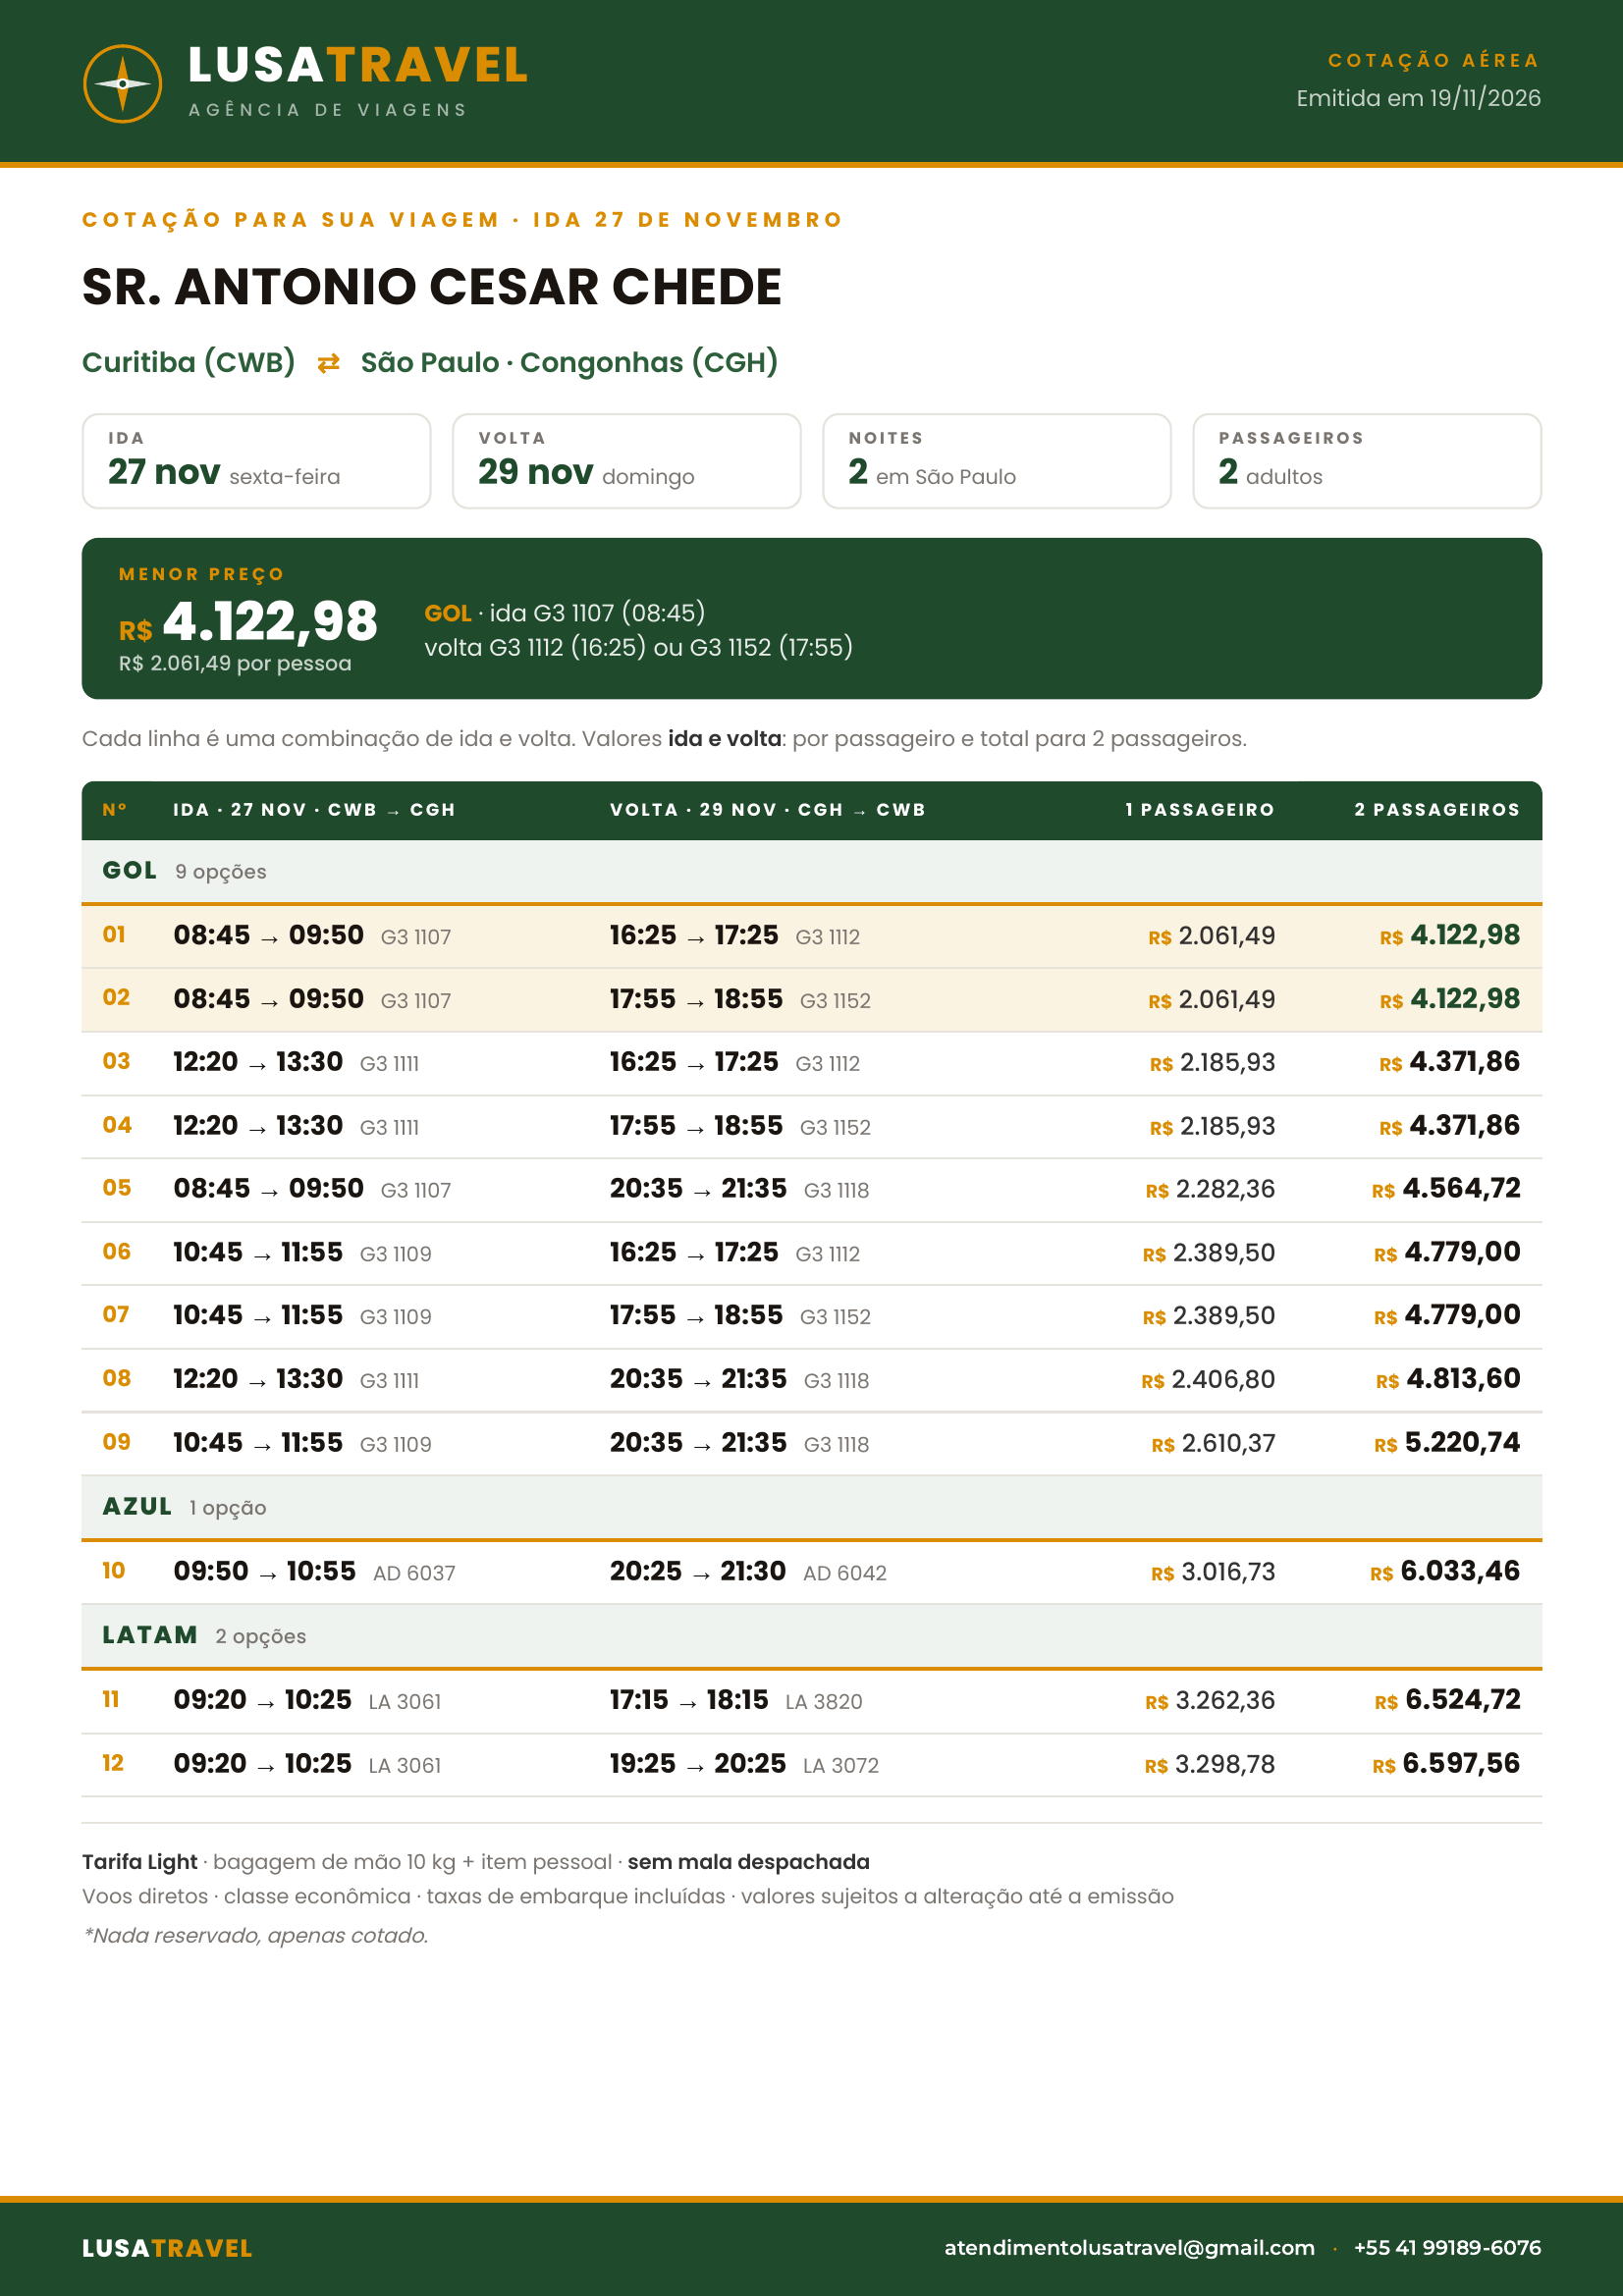 LUSATRAVEL
AGÊNCIA DE VIAGENS
COTAÇÃO AÉREA
Emitida em 19/11/2026
COTAÇÃO PARA SUA VIAGEM · IDA 27 DE NOVEMBRO
SR. ANTONIO CESAR CHEDE
Curitiba (CWB) ⇄ São Paulo · Congonhas (CGH)
IDA
27 nov sexta-feira
VOLTA
29 nov domingo
NOITES
2 em São Paulo
PASSAGEIROS
2 adultos
MENOR PREÇO
R$ 4.122,98
R$ 2.061,49 por pessoa
GOL · ida G3 1107 (08:45)
volta G3 1112 (16:25) ou G3 1152 (17:55)
Cada linha é uma combinação de ida e volta. Valores ida e volta: por passageiro e total para 2 passageiros.
Nº IDA · 27 NOV · CWB → CGH VOLTA · 29 NOV · CGH → CWB 1 PASSAGEIRO 2 PASSAGEIROS
GOL 9 opções
01 08:45 → 09:50 G3 1107 16:25 → 17:25 G3 1112 R$ 2.061,49 R$ 4.122,98
02 08:45 → 09:50 G3 1107 17:55 → 18:55 G3 1152 R$ 2.061,49 R$ 4.122,98
03 12:20 → 13:30 G3 1111 16:25 → 17:25 G3 1112 R$ 2.185,93 R$ 4.371,86
04 12:20 → 13:30 G3 1111 17:55 → 18:55 G3 1152 R$ 2.185,93 R$ 4.371,86
05 08:45 → 09:50 G3 1107 20:35 → 21:35 G3 1118 R$ 2.282,36 R$ 4.564,72
06 10:45 → 11:55 G3 1109 16:25 → 17:25 G3 1112 R$ 2.389,50 R$ 4.779,00
07 10:45 → 11:55 G3 1109 17:55 → 18:55 G3 1152 R$ 2.389,50 R$ 4.779,00
08 12:20 → 13:30 G3 1111 20:35 → 21:35 G3 1118 R$ 2.406,80 R$ 4.813,60
09 10:45 → 11:55 G3 1109 20:35 → 21:35 G3 1118 R$ 2.610,37 R$ 5.220,74
AZUL 1 opção
10 09:50 → 10:55 AD 6037 20:25 → 21:30 AD 6042 R$ 3.016,73 R$ 6.033,46
LATAM 2 opções
11 09:20 → 10:25 LA 3061 17:15 → 18:15 LA 3820 R$ 3.262,36 R$ 6.524,72
12 09:20 → 10:25 LA 3061 19:25 → 20:25 LA 3072 R$ 3.298,78 R$ 6.597,56
Tarifa Light · bagagem de mão 10 kg + item pessoal · sem mala despachada
Voos diretos · classe econômica · taxas de embarque incluídas · valores sujeitos a alteração até a emissão
*Nada reservado, apenas cotado.
LUSATRAVEL
atendimentolusatravel@gmail.com · +55 41 99189-6076